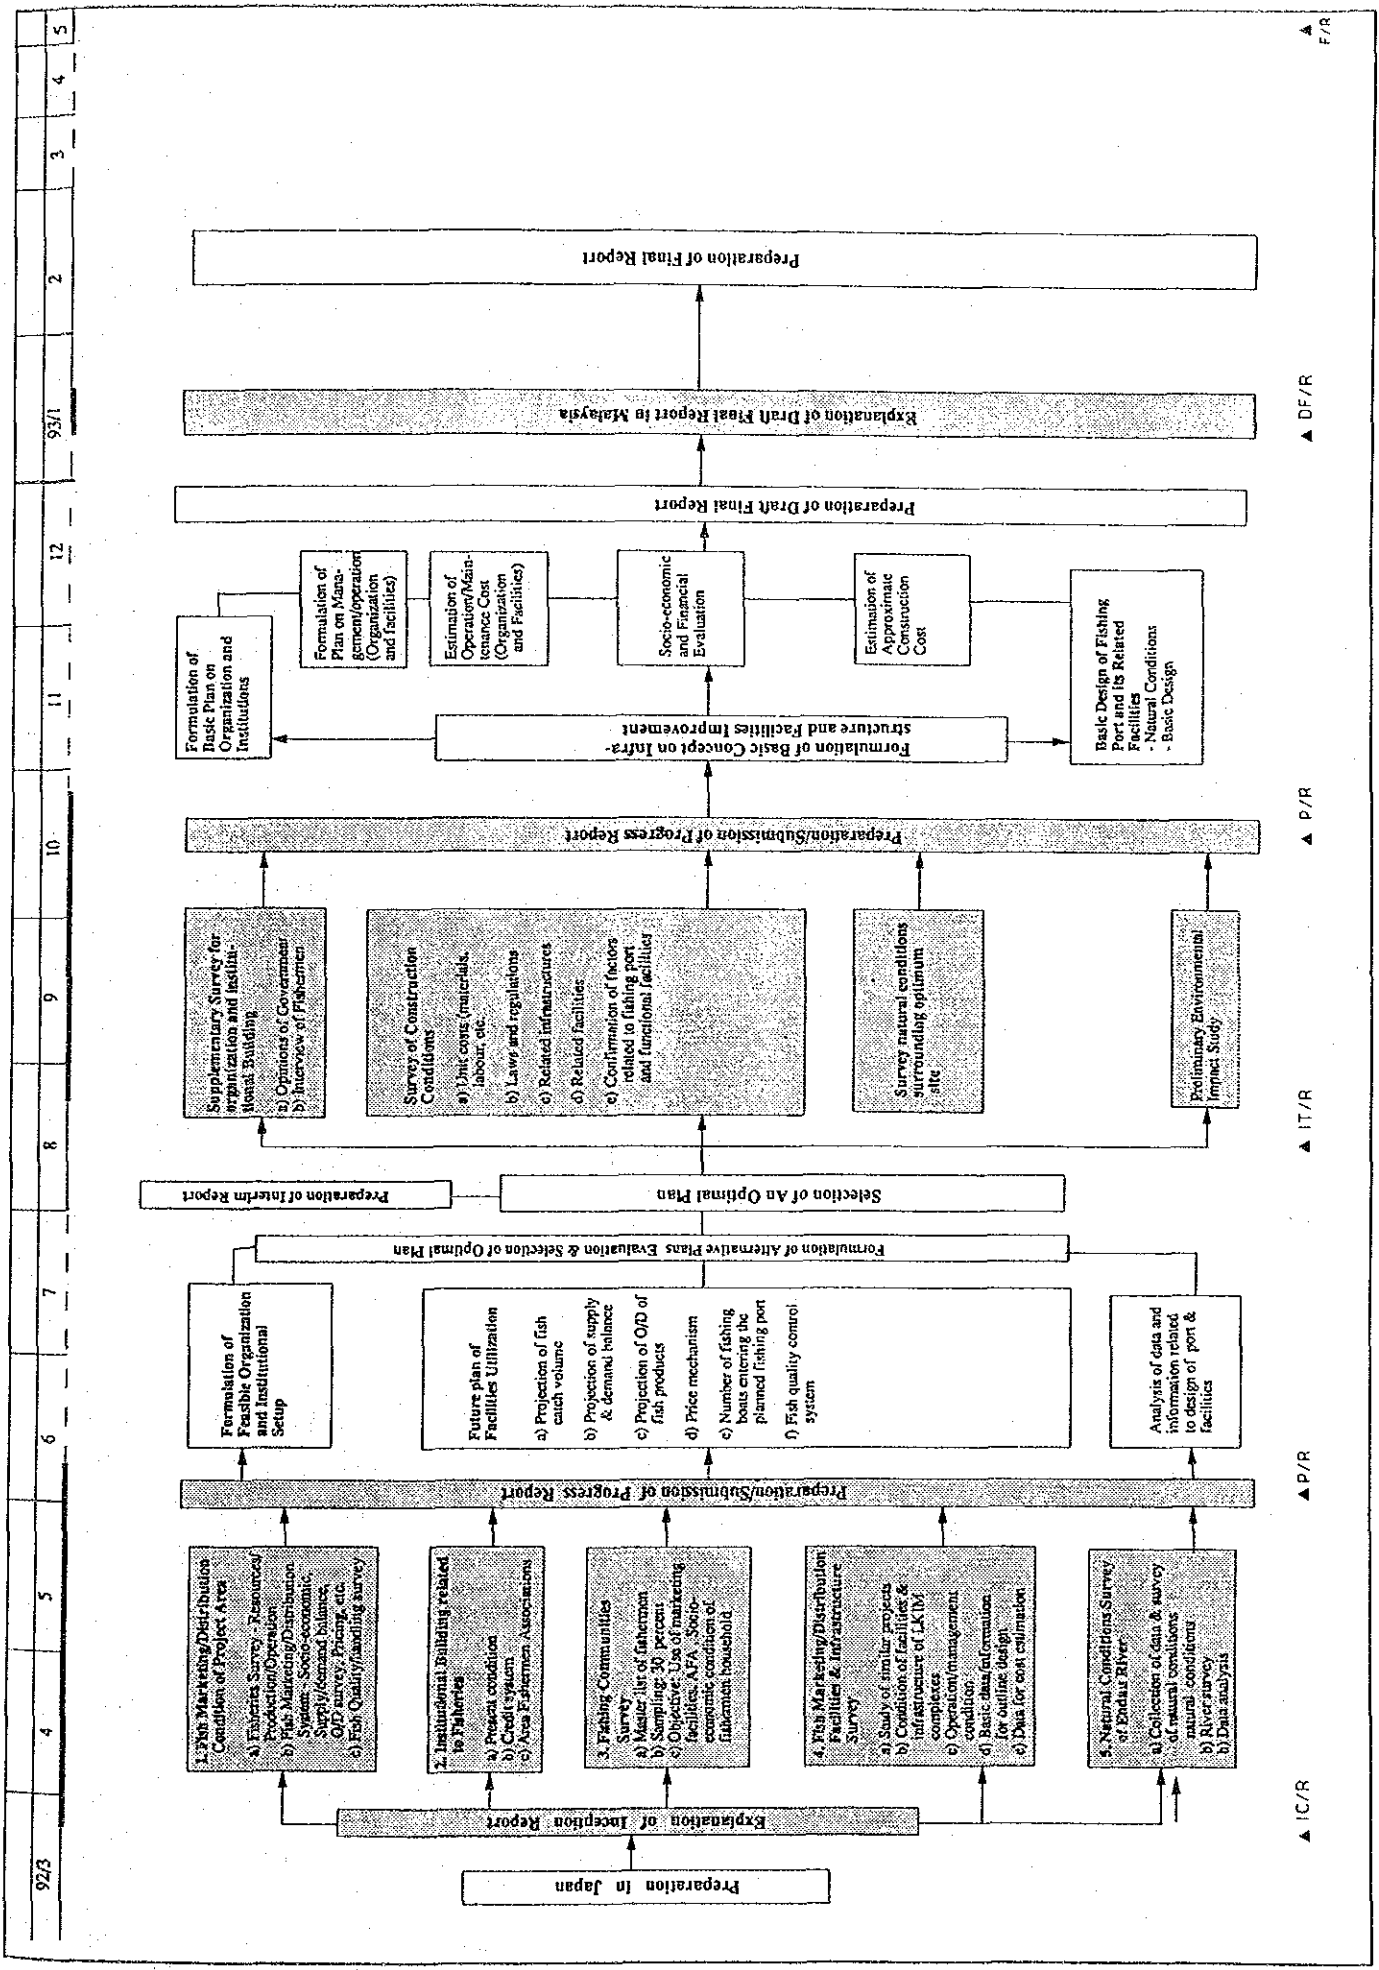 92/3
4
5
6
7
8
9
10
11
12
93/1
2
3
4
5
Preparation in Japan
Explanation of Inception Report
1. Fish Marketing/Distribution
Condition of Project Area
a) Fisheries Survey - Resources/
Production/Operation
b) Fish Marketing/Distribution
System - Socio-economic,
Supply/demand balance,
O/D survey, Pricing, etc.
c) Fish Quality/handling survey
2. Institutional Building related
to Fisheries
a) Present condition
b) Credit system
c) Area Fishermen Associations
3. Fishing Communities
Survey
a) Master list of fishermen
b) Sampling: 30 percent
c) Objective: Use of marketing
facilities, AFA, Socio-
economic condition of
fishermen household
4. Fish Marketing/Distribution
Facilities & Infrastructure
Survey
a) Study of similar projects
b) Condition of facilities &
infrastructure of LKIM
complexes
c) Operation/management
condition
d) Basic data/information
for outline design
e) Data for cost estimation
5. Natural Conditions Survey
of Endau River
a) Collection of data & survey
of natural conditions
natural conditions
b) River survey
b) Data analysis
Preparation/Submission of Progress Report
Formulation of
Feasible Organization
and Institutional
Setup
Future plan of
Facilities Utilization
a) Projection of fish
catch volume
b) Projection of supply
& demand balance
c) Projection of O/D of
fish products
d) Price mechanism
e) Number of fishing
boats entering the
planned fishing port
f) Fish quality control
system
Analysis of data and
information related
to design of port &
facilities
Formulation of Alternative Plans Evaluation & Selection of Optimal Plan
Preparation of Interim Report
Selection of An Optimal Plan
Supplementary Survey for
organization and institu-
tional Building
a) Opinions of Government
b) Interview of Fishermen
Survey of Construction
Conditions
a) Unit costs (materials,
labour, etc.
b) Laws and regulations
c) Related infrastructures
d) Related facilities
e) Confirmation of factors
related to fishing port
and functional facilities
Survey natural conditions
surrounding optimum
site
Preliminary Environmental
Impact Study
Preparation/Submission of Progress Report
Formulation of Basic Concept on Infra-
structure and Facilities Improvement
Formulation of
Basic Plan on
Organization and
Institutions
Formulation of
Plan on Mana-
gement/operation
(Organization
and facilities)
Estimation of
Operation/Main-
tenance Cost
(Organization
and Facilities)
Socio-economic
and Financial
Evaluation
Estimation of
Approximate
Construction
Cost
Basic Design of Fishing
Port and its Related
Facilities
- Natural Conditions
- Basic Design
Preparation of Draft Final Report
Explanation of Draft Final Report in Malaysia
Preparation of Final Report
▲ IC/R
▲ P/R
▲ IT/R
▲ P/R
▲ DF/R
▲
F/R